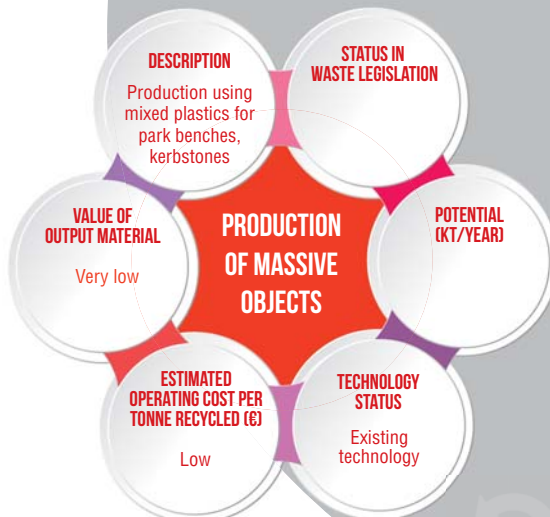 DESCRIPTION
Production using
mixed plastics for
park benches,
kerbstones
STATUS IN
WASTE LEGISLATION
VALUE OF
OUTPUT MATERIAL
Very low
PRODUCTION
OF MASSIVE
OBJECTS
POTENTIAL
(KT/YEAR)
ESTIMATED
OPERATING COST PER
TONNE RECYCLED (€)
Low
TECHNOLOGY
STATUS
Existing
technology